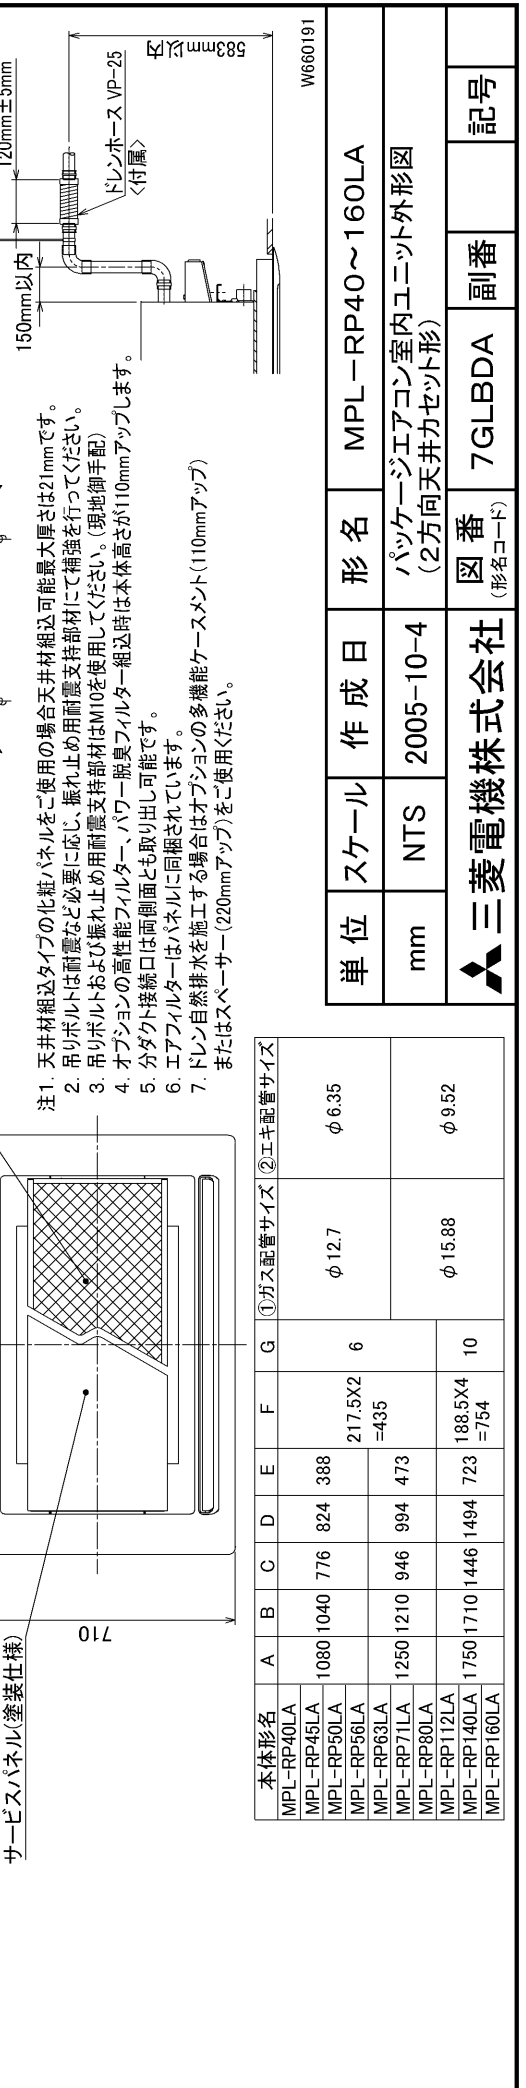 120mm±5mm
150mm以内
ドレンホース VP-25
<付属>
583mm以内
サービスパネル(塗装仕様)
710
注1. 天井材組込タイプの化粧パネルをご使用の場合天井材組込可能最大厚さは21mmです。
2. 吊りボルトは耐震など必要に応じ、振れ止め用耐震支持部材にて補強を行ってください。
3. 吊りボルトおよび振れ止め用耐震支持部材はM10を使用してください。(現地御手配)
4. オプションの高性能フィルター、パワー脱臭フィルター組込時は本体高さが110mmアップします。
5. 分ダクト接続口は両側面とも取り出し可能です。
6. エアフィルターはパネルに同梱されています。
7. ドレン自然排水を施工する場合はオプションの多機能ケースメント(110mmアップ)
またはスペーサー(220mmアップ)をご使用ください。
本体形名 A B C D E F G ①ガス配管サイズ ②エキ配管サイズ
MPL-RP40LA
MPL-RP45LA
MPL-RP50LA
MPL-RP56LA
MPL-RP63LA
MPL-RP71LA
MPL-RP80LA
MPL-RP112LA
MPL-RP140LA
MPL-RP160LA
1080 1040 776 824 388
1250 1210 946 994 473
1750 1710 1446 1494 723
217.5X2
=435
188.5X4
=754
6
10
φ12.7 φ6.35
φ15.88 φ9.52
W660191
単位 スケール 作成日 形名 MPL-RP40~160LA
mm NTS 2005-10-4 パッケージエアコン室内ユニット外形図
(2方向天井カセット形)
三菱電機株式会社 図番 7GLBDA 副番 記号
(形名コード)